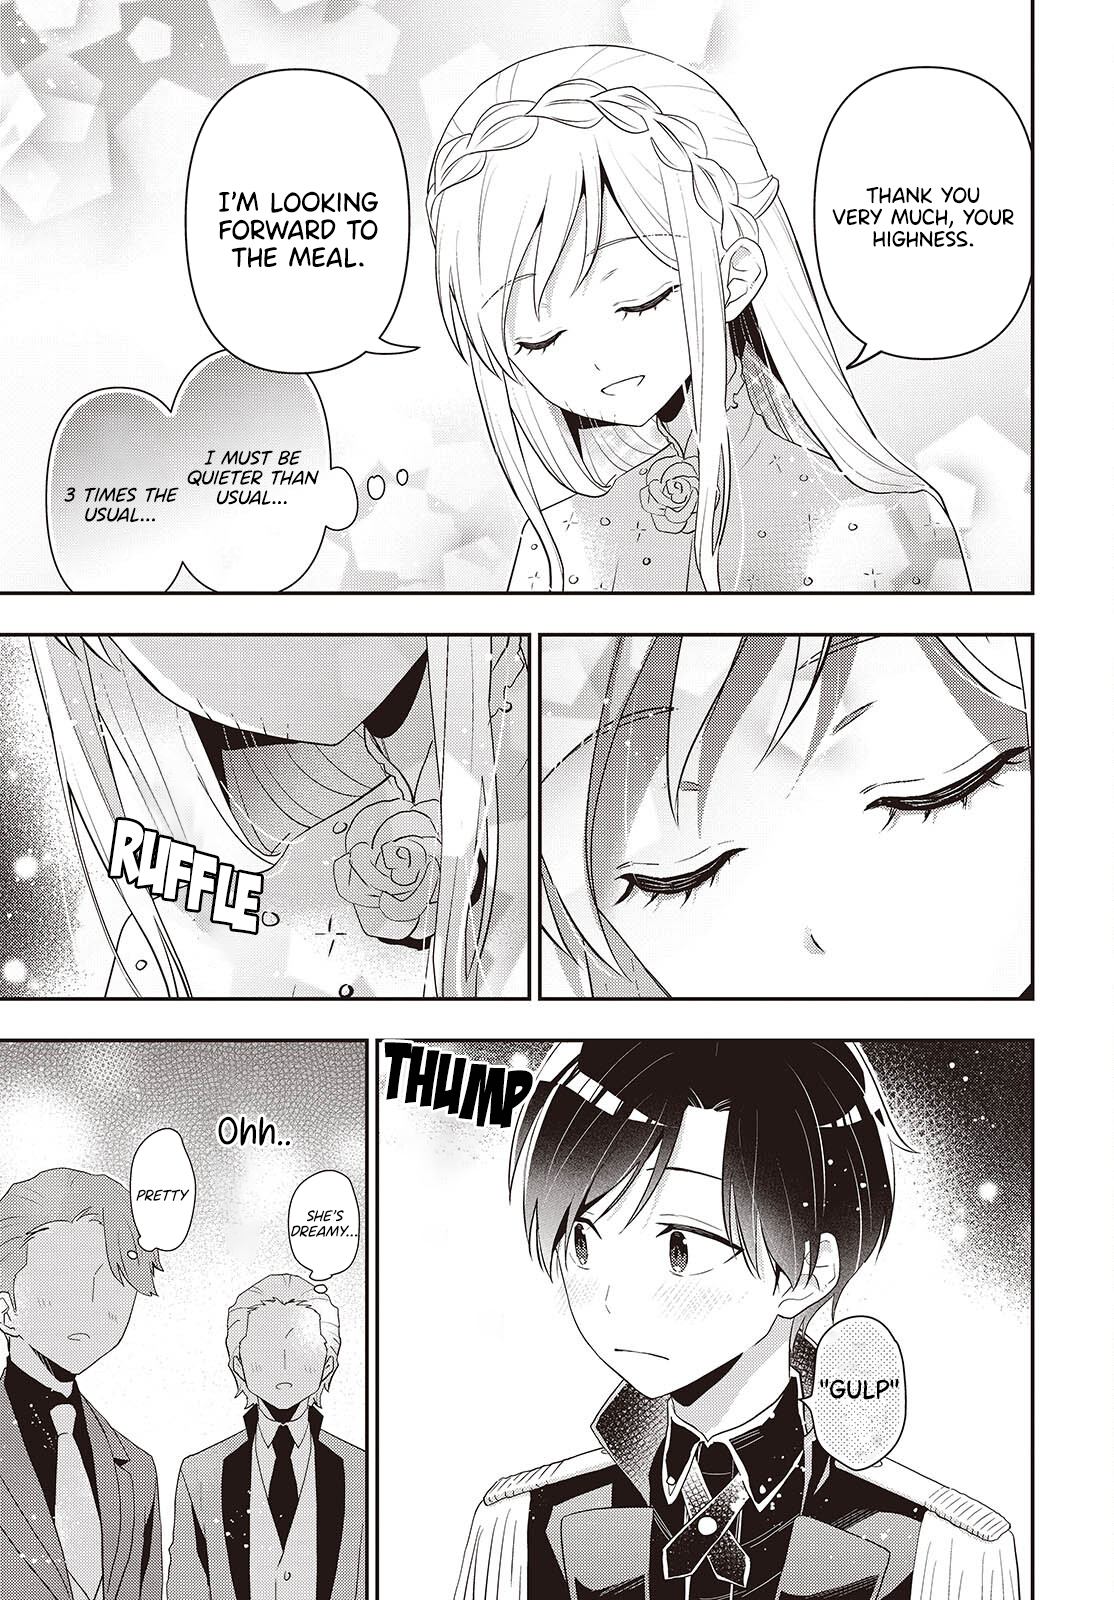 THANK YOU
VERY MUCH, YOUR
HIGHNESS.
I'M LOOKING
FORWARD TO
THE MEAL.
I MUST BE
QUIETER THAN
USUAL...
3 TIMES THE
USUAL...
RUFFLE
THUMP
"GULP"
Ohh..
SHE'S
DREAMY...
PRETTY